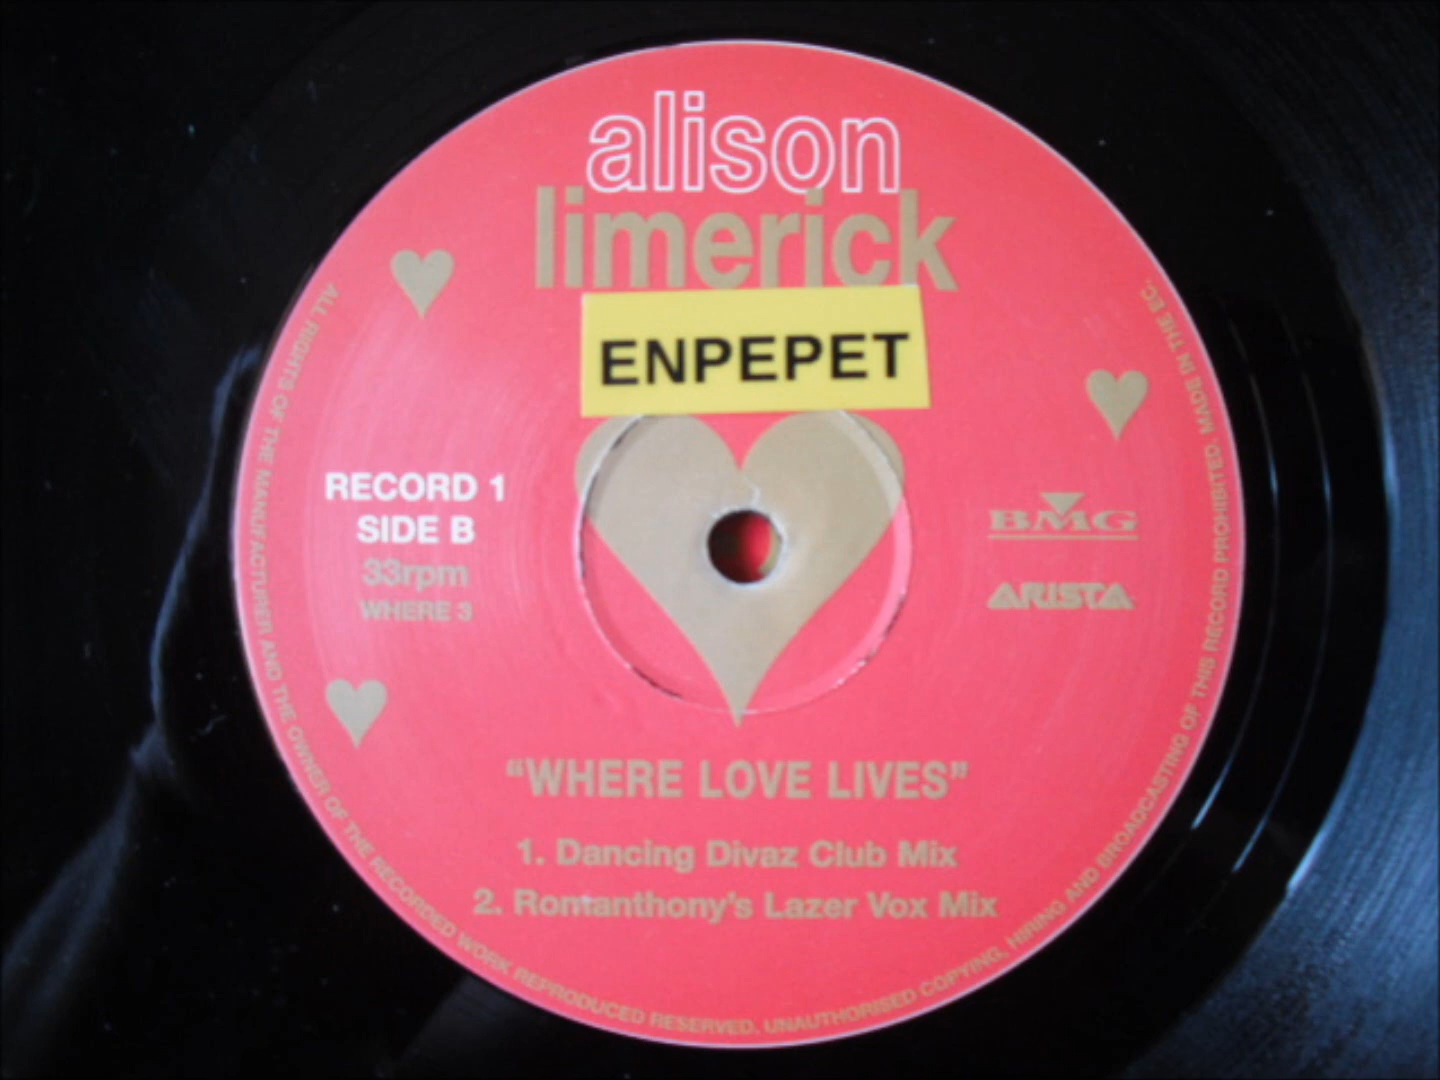 alison
limerick
ENPEPET
RECORD 1
SIDE B
33rpm
WHERE 3
BMG
ARISTA
“WHERE LOVE LIVES”
1. Dancing Divaz Club Mix
2. Romanthony's Lazer Vox Mix
ALL RIGHTS OF THE MANUFACTURER AND THE OWNER OF THE RECORDED WORK REPRODUCED RESERVED. UNAUTHORISED COPYING, HIRING AND BROADCASTING OF THIS RECORD PROHIBITED. MADE IN THE EC.